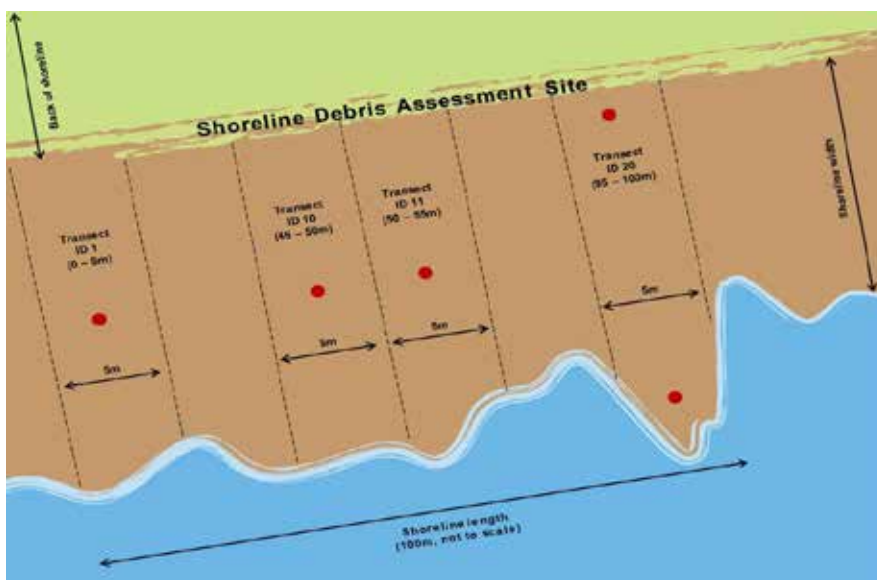 Back of shoreline
Shoreline Debris Assessment Site
Transect
ID 1
(0 – 5m)
Transect
ID 10
(45 – 50m)
Transect
ID 11
(50 – 55m)
Transect
ID 20
(95 – 100m)
Shoreline width
5m
5m
5m
5m
Shoreline length
(100m, not to scale)